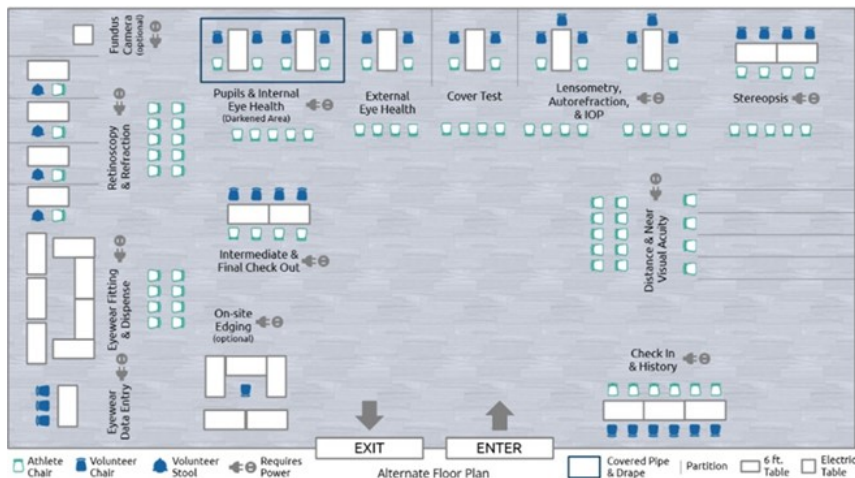 Fundus
Camera
(optional)
Pupils & Internal
Eye Health
(Darkened Area)
External
Eye Health
Cover Test
Lensometry,
Autorefraction,
& IOP
Stereopsis
Retinoscopy
& Refraction
Distance & Near
Visual Acuity
Intermediate &
Final Check Out
Eyewear Fitting
& Dispense
On-site
Edging
(optional)
Check In
& History
Eyewear
Data Entry
EXIT
ENTER
Athlete
Chair
Volunteer
Chair
Volunteer
Stool
Requires
Power
Alternate Floor Plan
Covered Pipe
& Drape
Partition
6 ft.
Table
Electric
Table